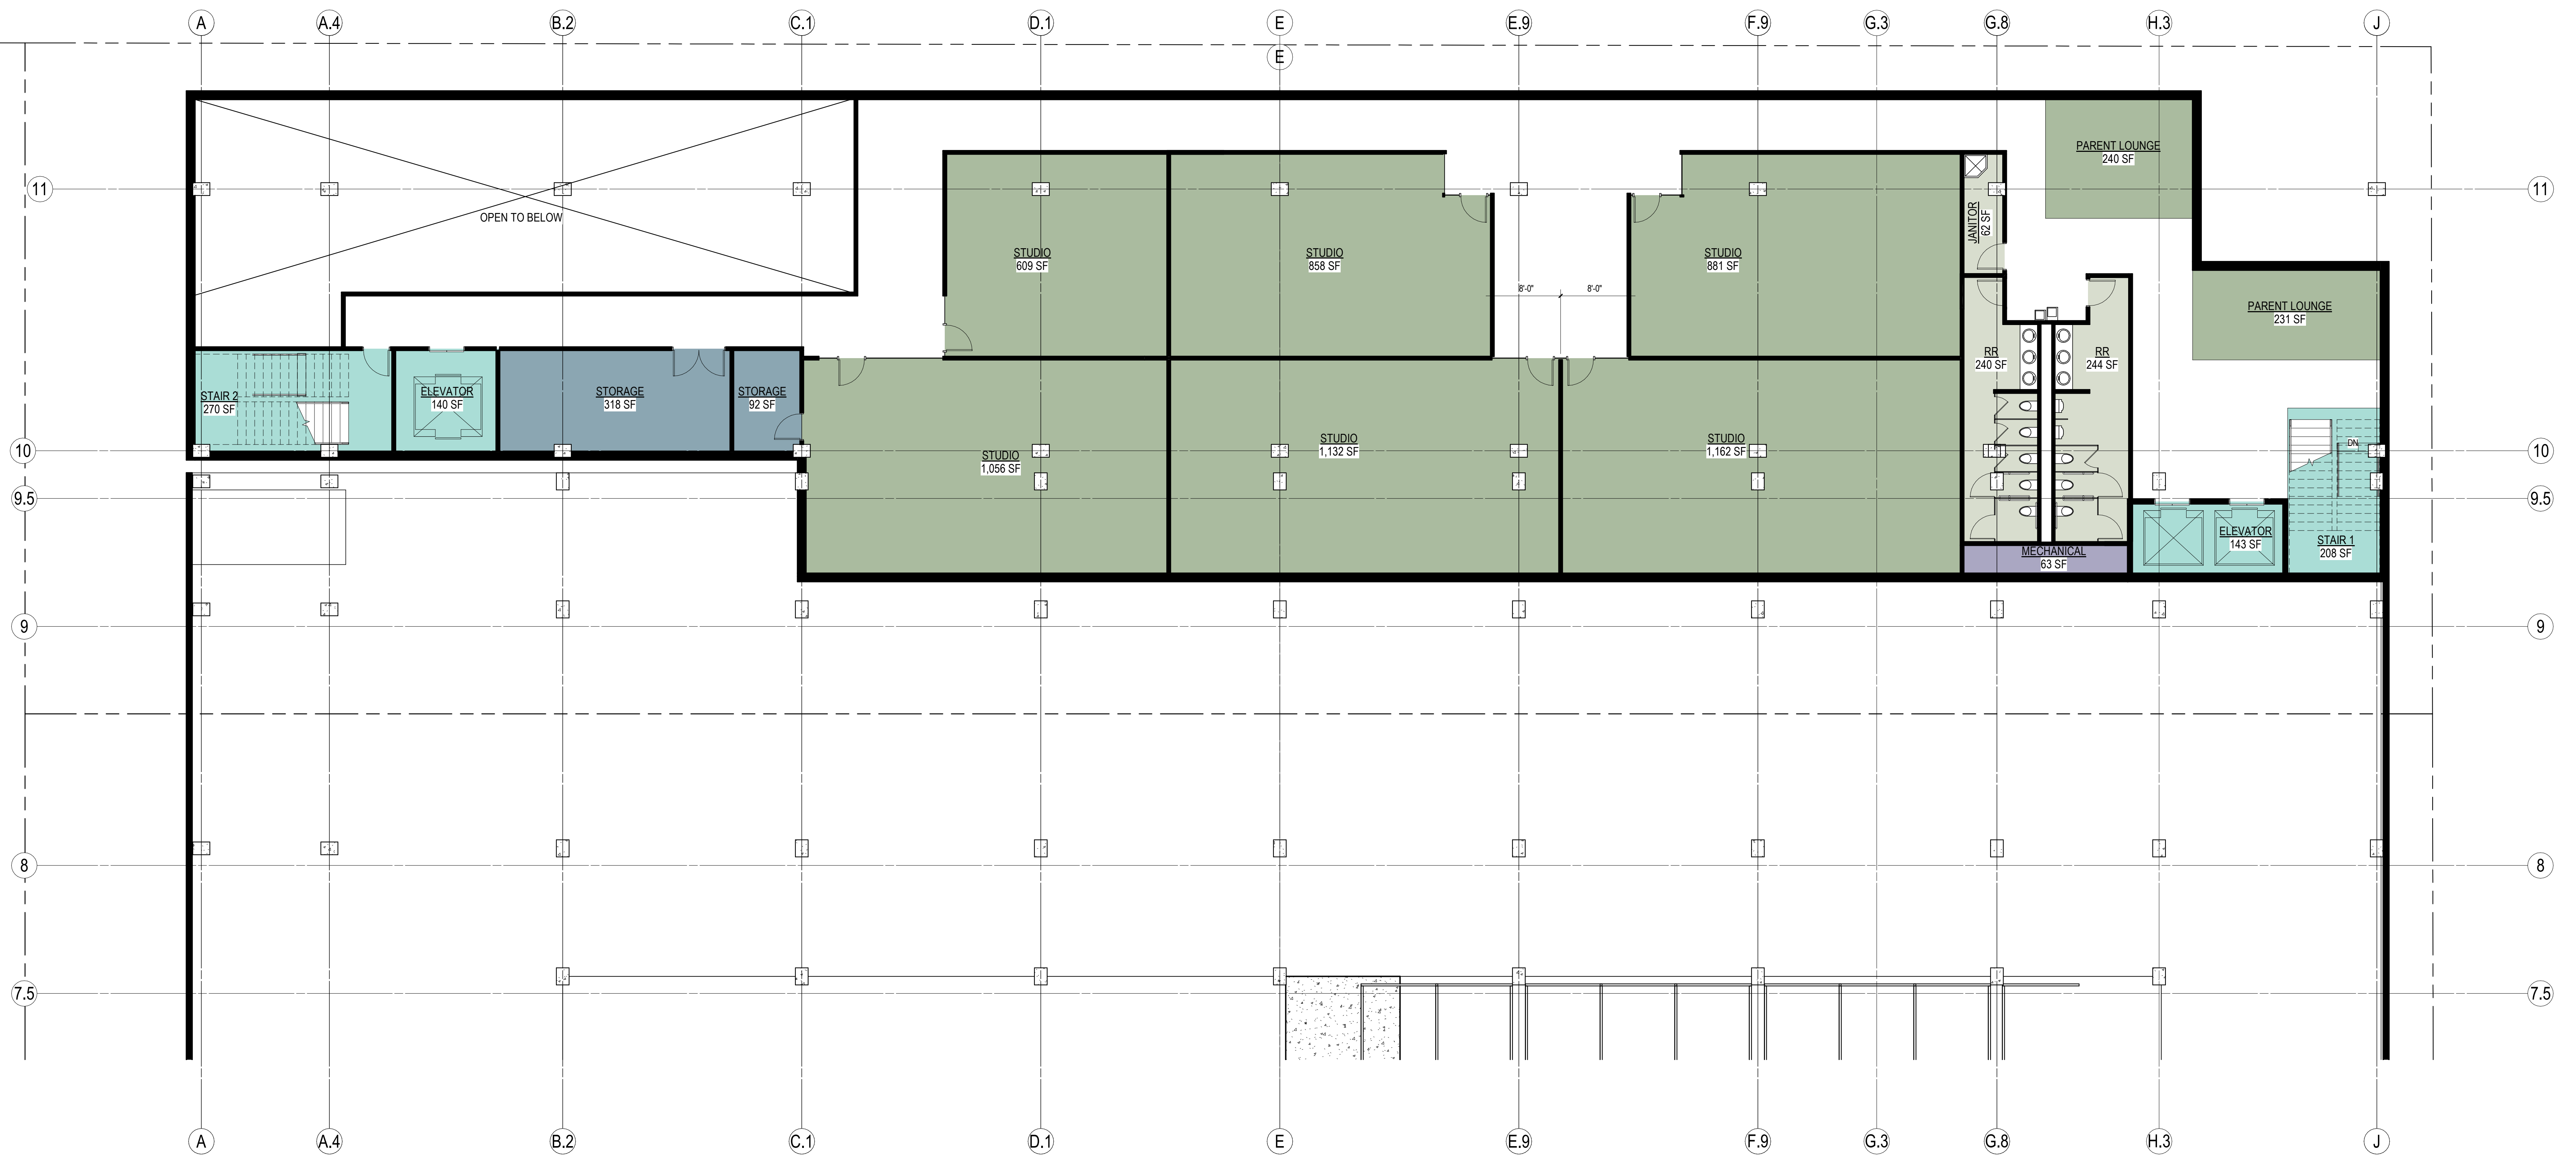 A A.4 B.2 C.1 D.1 E E.9 F.9 G.3 G.8 H.3 J
E
PARENT LOUNGE
240 SF
11 11
OPEN TO BELOW
JANITOR
62 SF
STUDIO
609 SF
STUDIO
858 SF
STUDIO
881 SF
8'-0" 8'-0"
PARENT LOUNGE
231 SF
RR
240 SF
RR
244 SF
STAIR 2
270 SF
ELEVATOR
140 SF
STORAGE
318 SF
STORAGE
92 SF
STUDIO
1,056 SF
STUDIO
1,132 SF
STUDIO
1,162 SF
DN
10 10
9.5 9.5
ELEVATOR
143 SF
STAIR 1
208 SF
MECHANICAL
63 SF
9 9
8 8
7.5 7.5
A A.4 B.2 C.1 D.1 E E.9 F.9 G.3 G.8 H.3 J